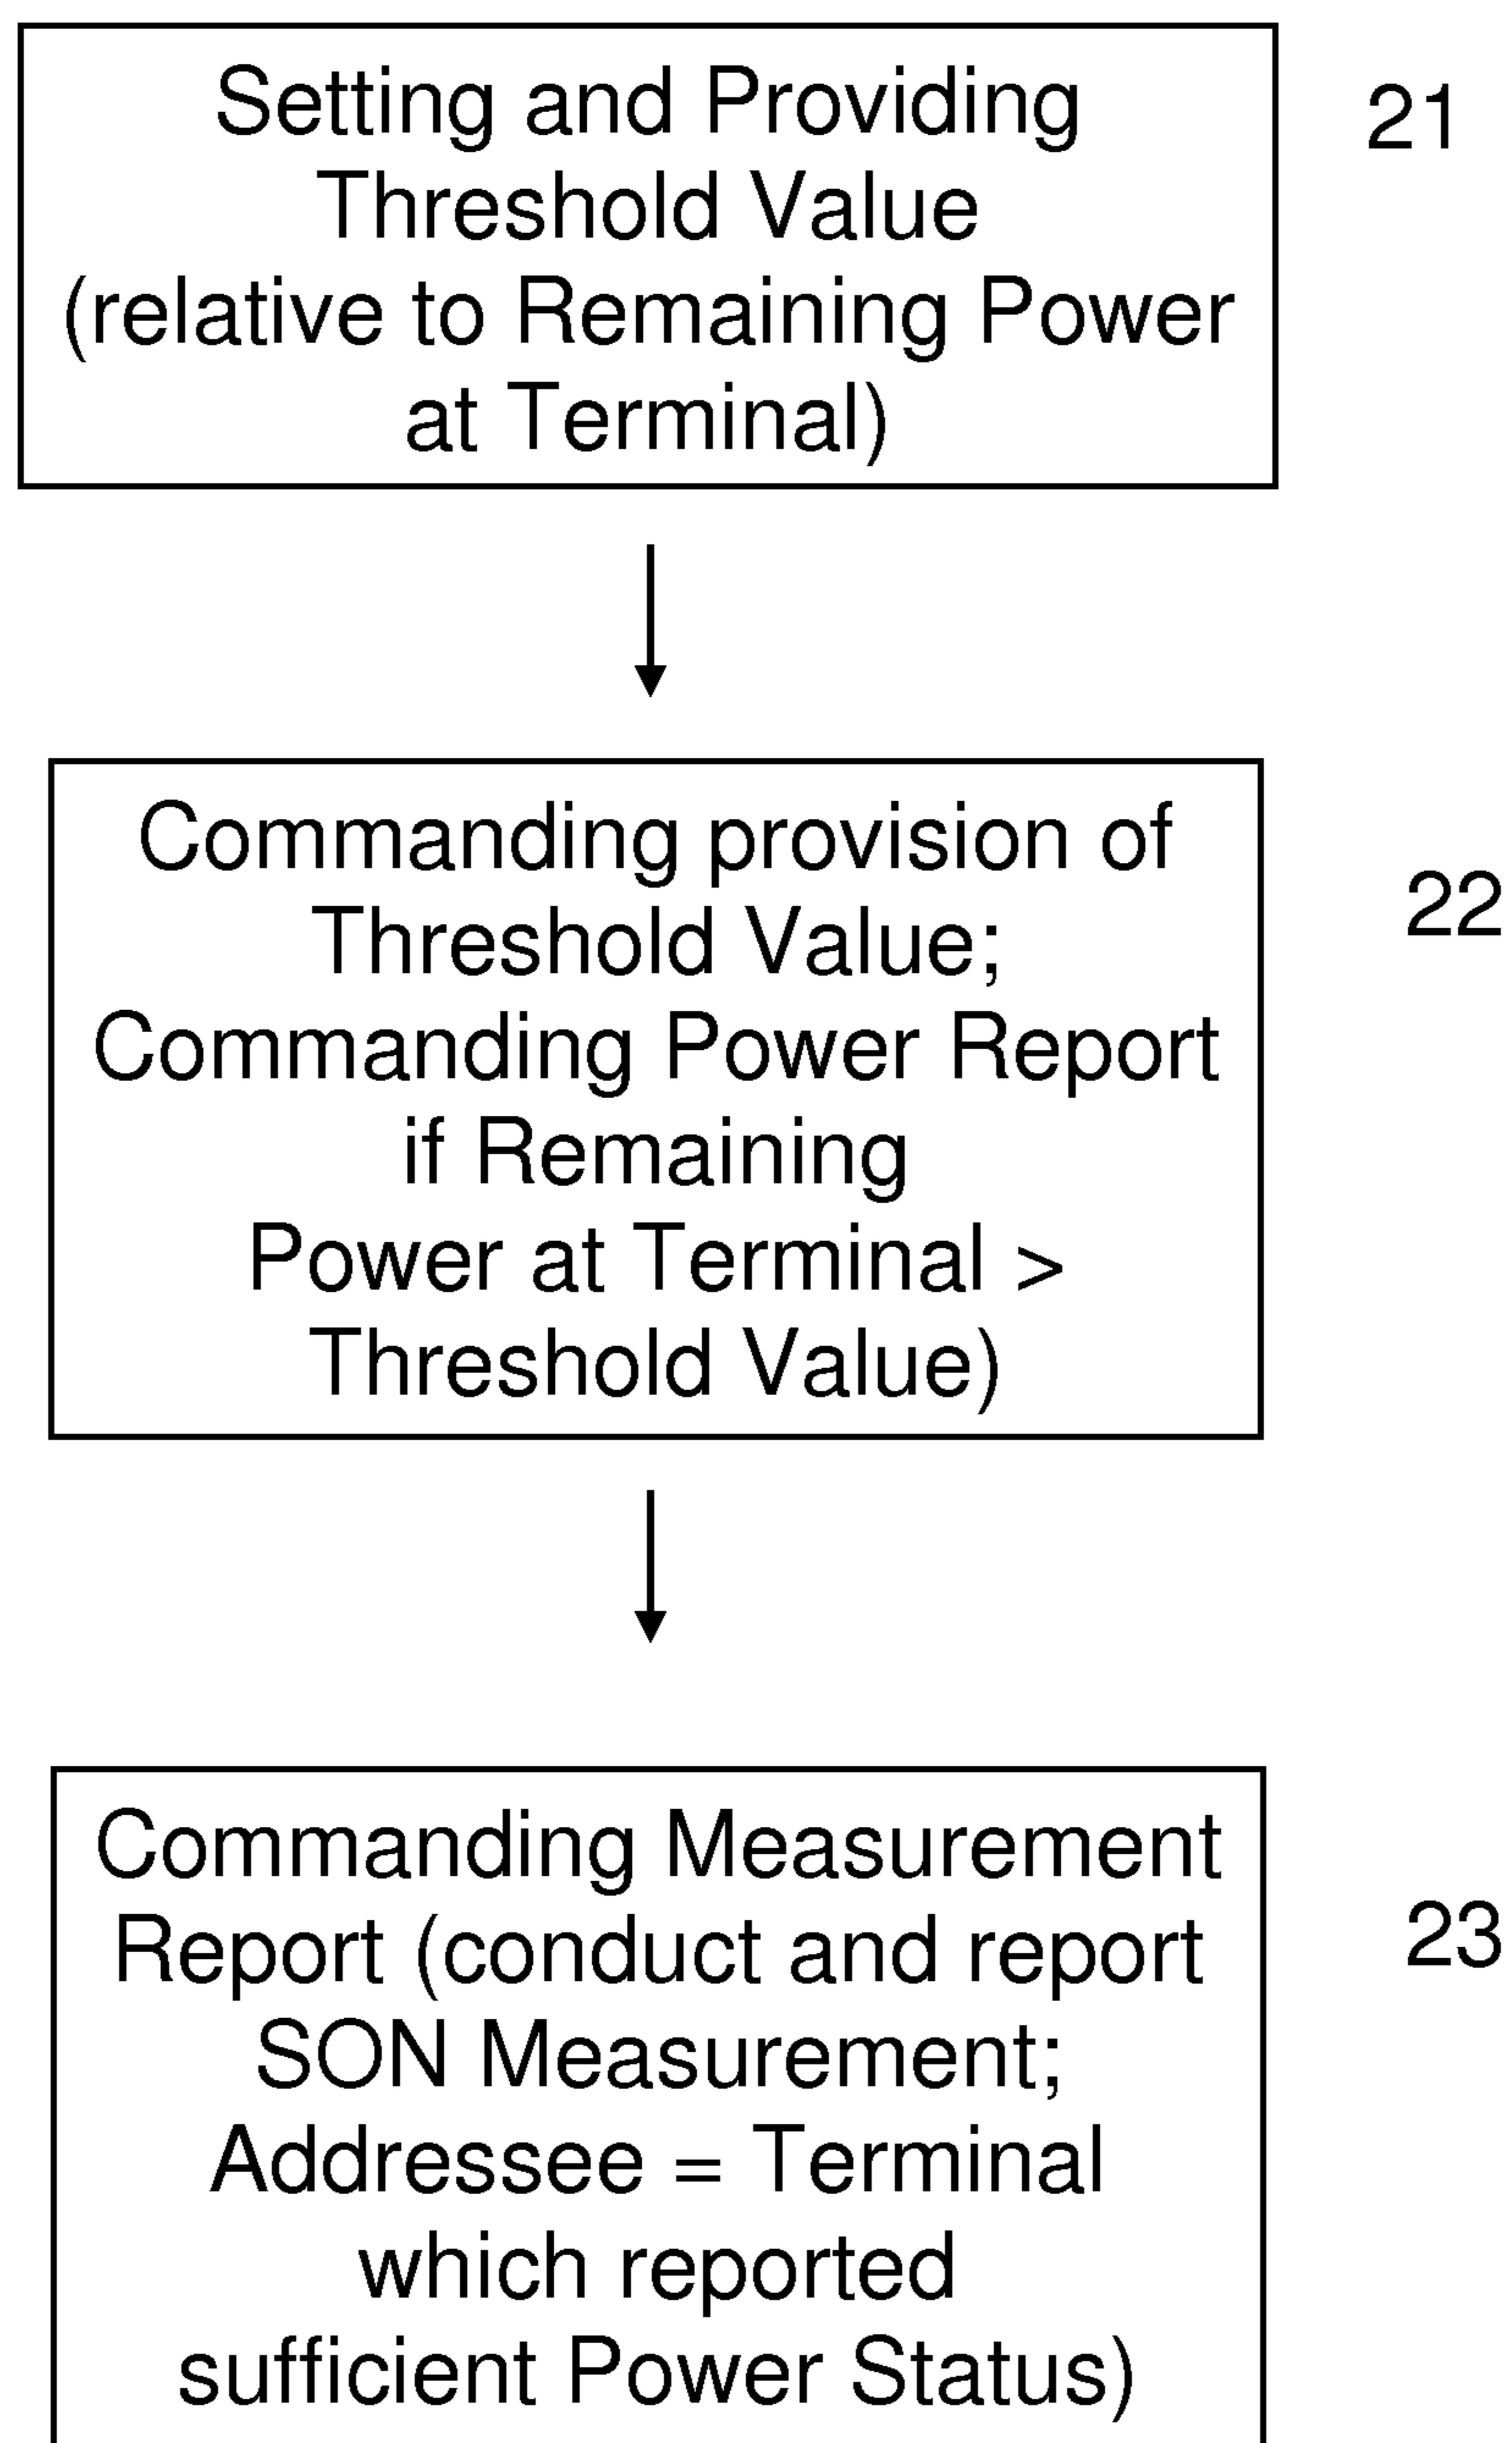 Setting and Providing
Threshold Value
(relative to Remaining Power
at Terminal)
21
Commanding provision of
Threshold Value;
Commanding Power Report
if Remaining
Power at Terminal >
Threshold Value)
22
Commanding Measurement
Report (conduct and report
SON Measurement;
Addressee = Terminal
which reported
sufficient Power Status)
23